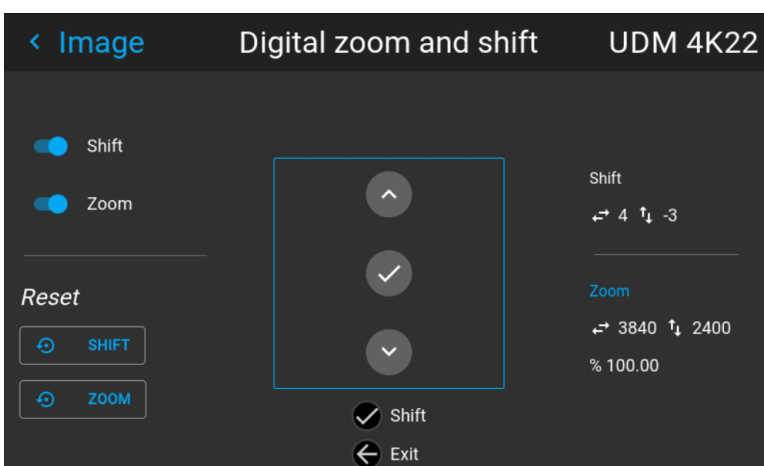 Image
Digital zoom and shift
UDM 4K22
Shift
Zoom
Reset
SHIFT
ZOOM
Shift
Exit
Shift
4 -3
Zoom
3840 2400
% 100.00